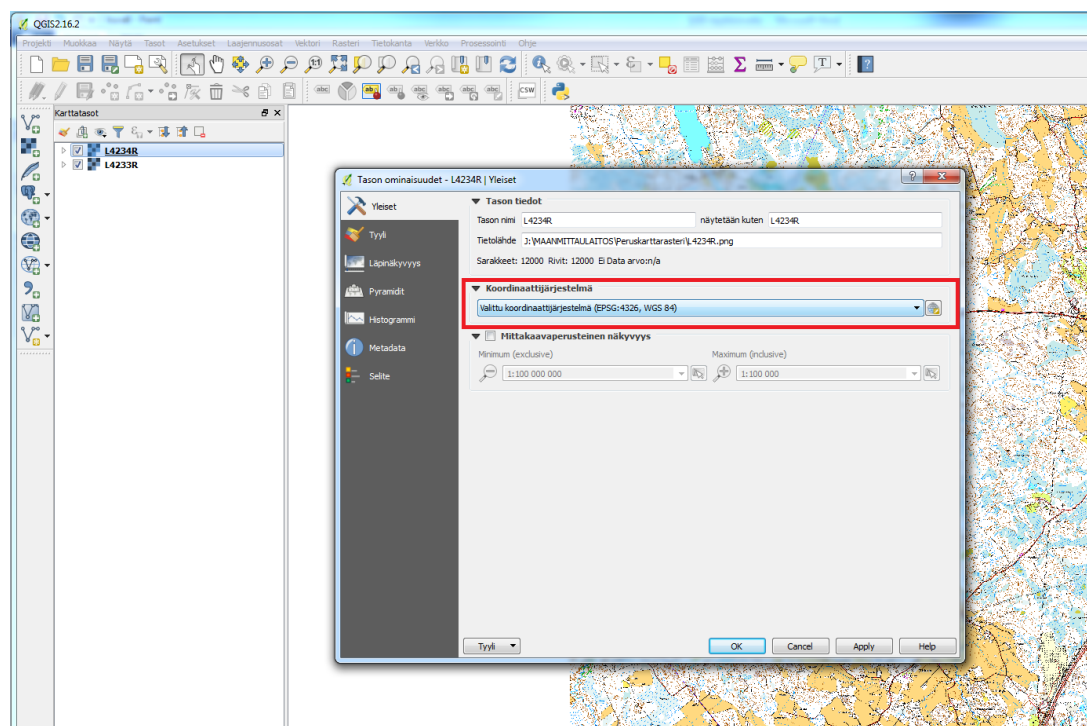 QGIS2.16.2
Projekti Muokkaa Näytä Tasot Asetukset Laajennusosat Vektori Rasteri Tietokanta Verkko Prosessointi Ohje
Karttatasot
L4234R
L4233R
Tason ominaisuudet - L4234R | Yleiset
Yleiset
Tyyli
Läpinäkyvyys
Pyramidit
Histogrammi
Metadata
Selite
Tason tiedot
Tason nimi L4234R näytetään kuten L4234R
Tietolähde J:\MAANMITTAULAITOS\Peruskarttarasteri\L4234R.png
Sarakkeet: 12000 Rivit: 12000 Ei Data arvo:n/a
Koordinaattijärjestelmä
Valittu koordinaattijärjestelmä (EPSG:4326, WGS 84)
Mittakaavaperusteinen näkyvyys
Minimum (exclusive) Maximum (inclusive)
1:100 000 000 1:100 000
Tyyli OK Cancel Apply Help